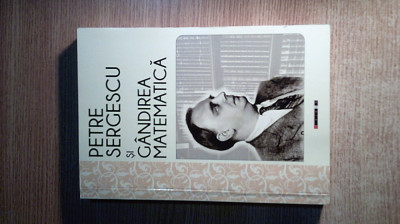 PETRE
SERGESCU
ȘI
GÂNDIREA
MATEMATICĂ